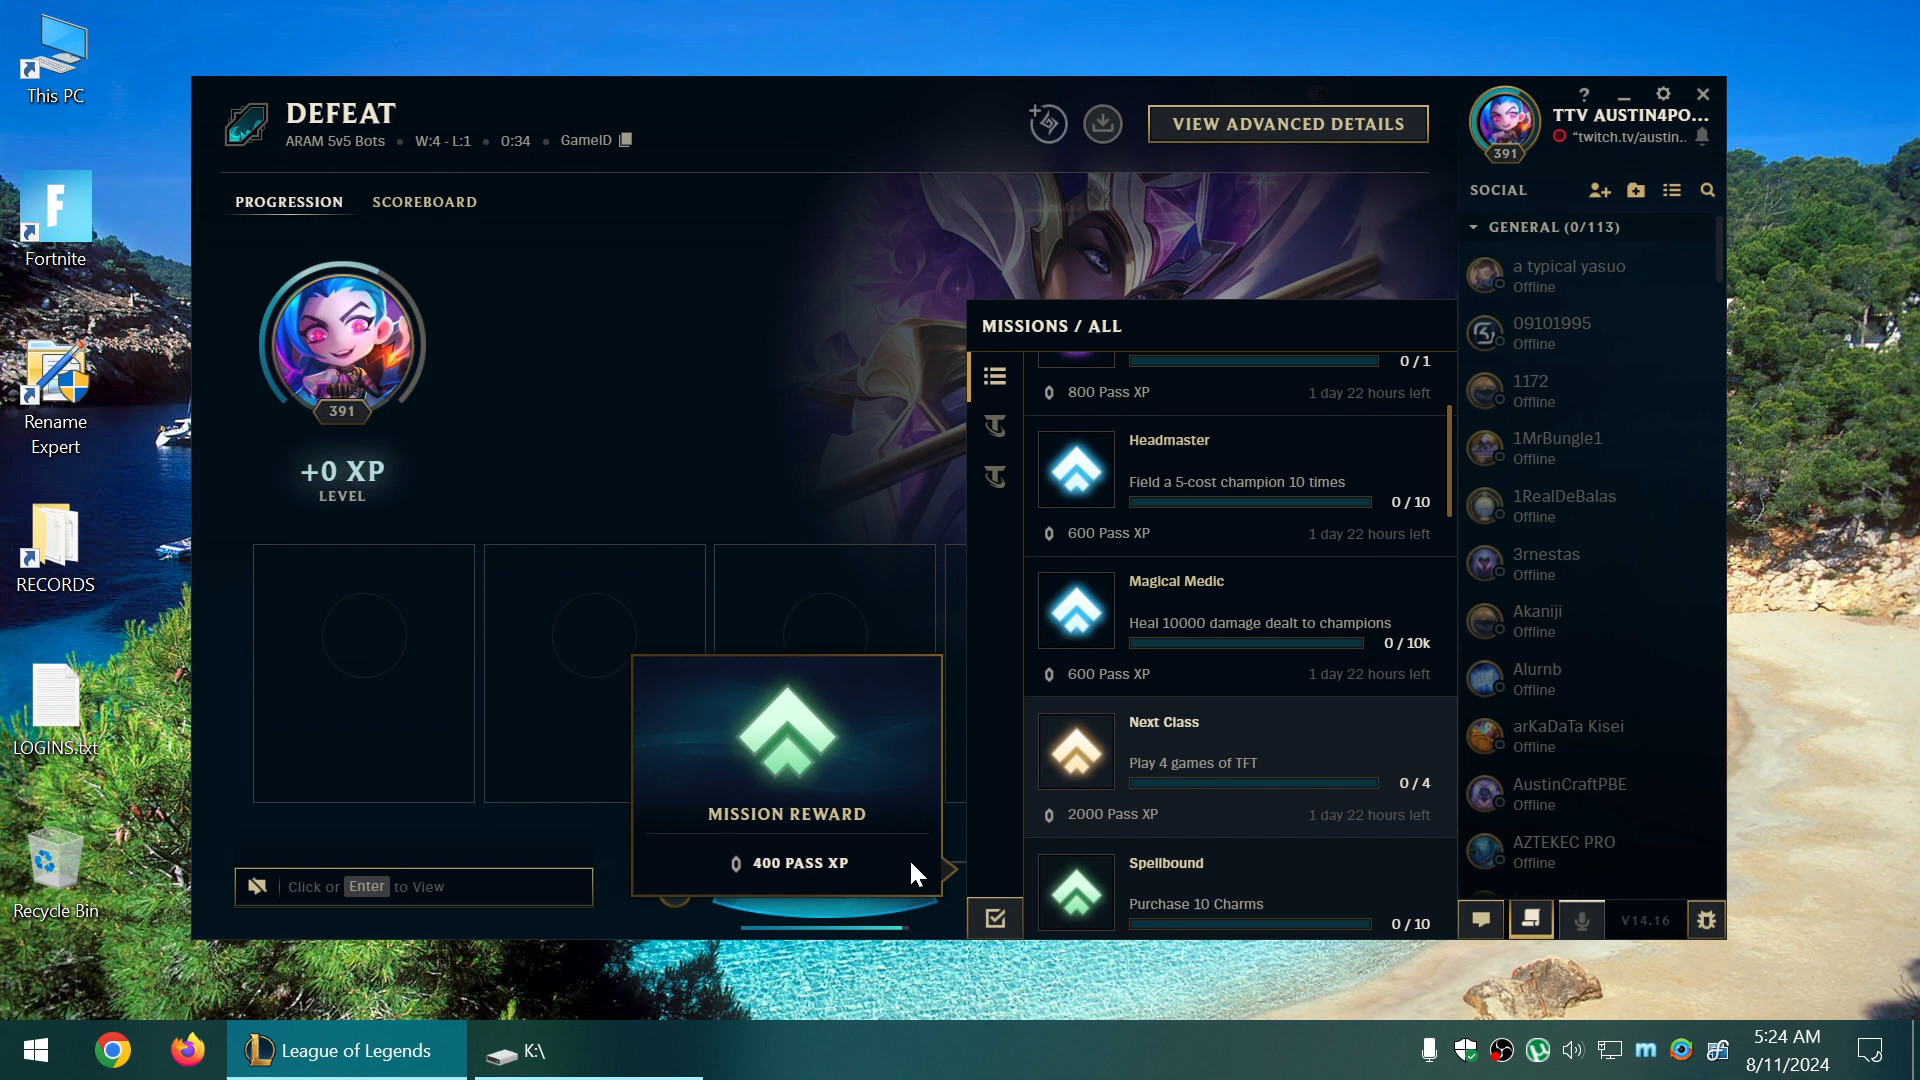 This PC
Fortnite
Rename
Expert
RECORDS
LOGINS.txt
Recycle Bin
DEFEAT
ARAM 5v5 Bots • W:4 - L:1 • 0:34 • GameID
VIEW ADVANCED DETAILS
PROGRESSION SCOREBOARD
391
+0 XP
LEVEL
Click or Enter to View
MISSION REWARD
400 PASS XP
MISSIONS / ALL
0 / 1
800 Pass XP 1 day 22 hours left
Headmaster
Field a 5-cost champion 10 times
0 / 10
600 Pass XP 1 day 22 hours left
Magical Medic
Heal 10000 damage dealt to champions
0 / 10k
600 Pass XP 1 day 22 hours left
Next Class
Play 4 games of TFT
0 / 4
2000 Pass XP 1 day 22 hours left
Spellbound
Purchase 10 Charms
0 / 10
?
TTV AUSTIN4PO...
"twitch.tv/austin..
391
SOCIAL
GENERAL (0/113)
a typical yasuo
Offline
09101995
Offline
1172
Offline
1MrBungle1
Offline
1RealDeBalas
Offline
3rnestas
Offline
Akaniji
Offline
Alurnb
Offline
arKaDaTa Kisei
Offline
AustinCraftPBE
Offline
AZTEKEC PRO
Offline
V14.16
League of Legends
K:\
5:24 AM
8/11/2024